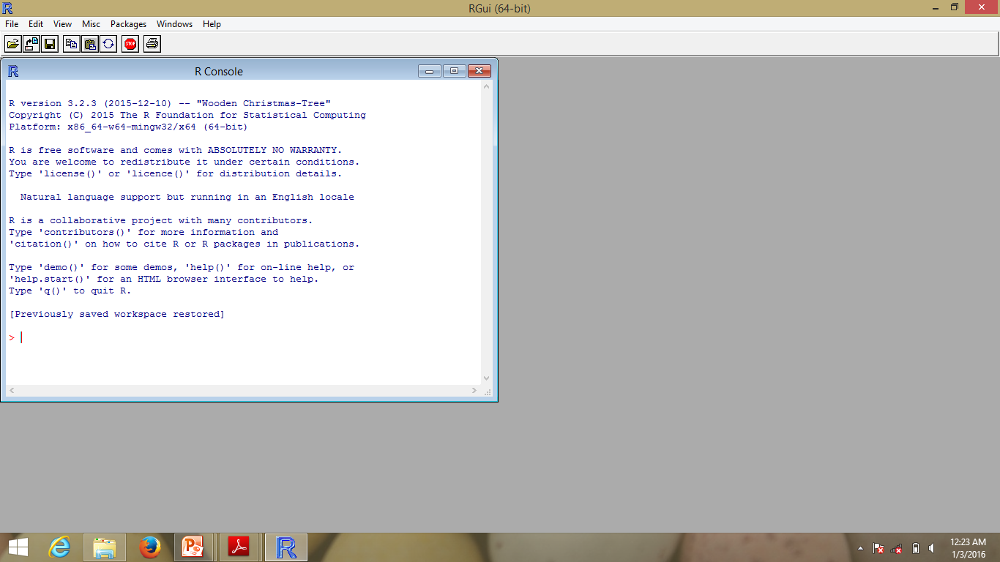 RGui (64-bit)
File Edit View Misc Packages Windows Help
STOP
R Console
R version 3.2.3 (2015-12-10) -- "Wooden Christmas-Tree"
Copyright (C) 2015 The R Foundation for Statistical Computing
Platform: x86_64-w64-mingw32/x64 (64-bit)
R is free software and comes with ABSOLUTELY NO WARRANTY.
You are welcome to redistribute it under certain conditions.
Type 'license()' or 'licence()' for distribution details.
Natural language support but running in an English locale
R is a collaborative project with many contributors.
Type 'contributors()' for more information and
'citation()' on how to cite R or R packages in publications.
Type 'demo()' for some demos, 'help()' for on-line help, or
'help.start()' for an HTML browser interface to help.
Type 'q()' to quit R.
[Previously saved workspace restored]
>
12:23 AM
1/3/2016